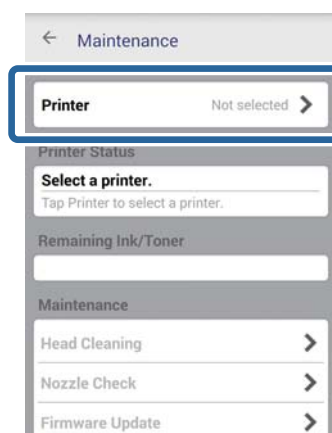 Maintenance
Printer Not selected
Printer Status
Select a printer.
Tap Printer to select a printer.
Remaining Ink/Toner
Maintenance
Head Cleaning
Nozzle Check
Firmware Update